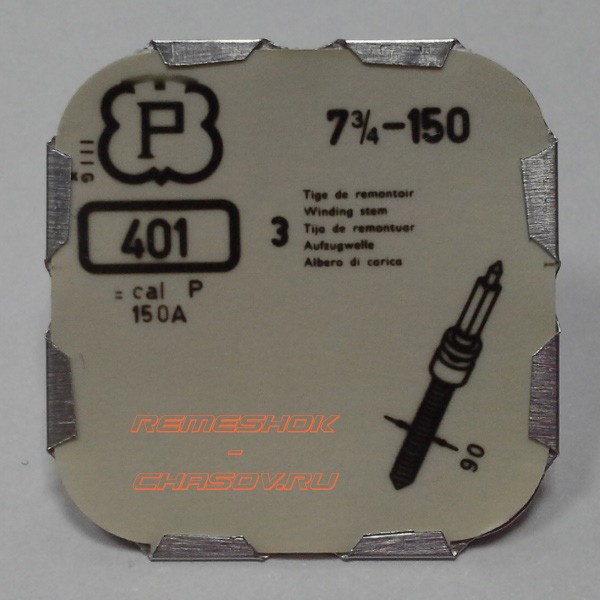 P
7¾-150
IIIG
401
3
Tige de remontoir
Winding stem
Tija de remontuar
Aufzugwelle
Albero di carica
= cal P
150A
90
REMESHOK
-
CHASOV.RU